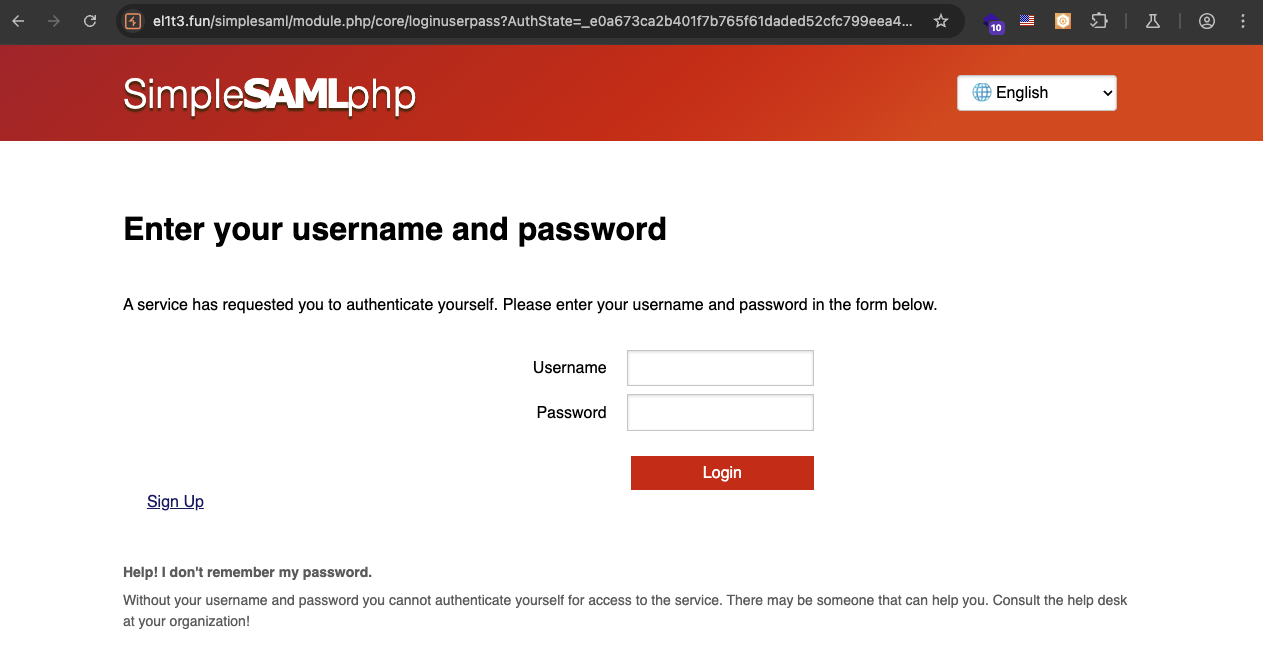 el1t3.fun/simplesaml/module.php/core/loginuserpass?AuthState=_e0a673ca2b401f7b765f61daded52cfc799eea4...
10
SimpleSAMLphp
English
Enter your username and password
A service has requested you to authenticate yourself. Please enter your username and password in the form below.
Username
Password
Login
Sign Up
Help! I don't remember my password.
Without your username and password you cannot authenticate yourself for access to the service. There may be someone that can help you. Consult the help desk
at your organization!